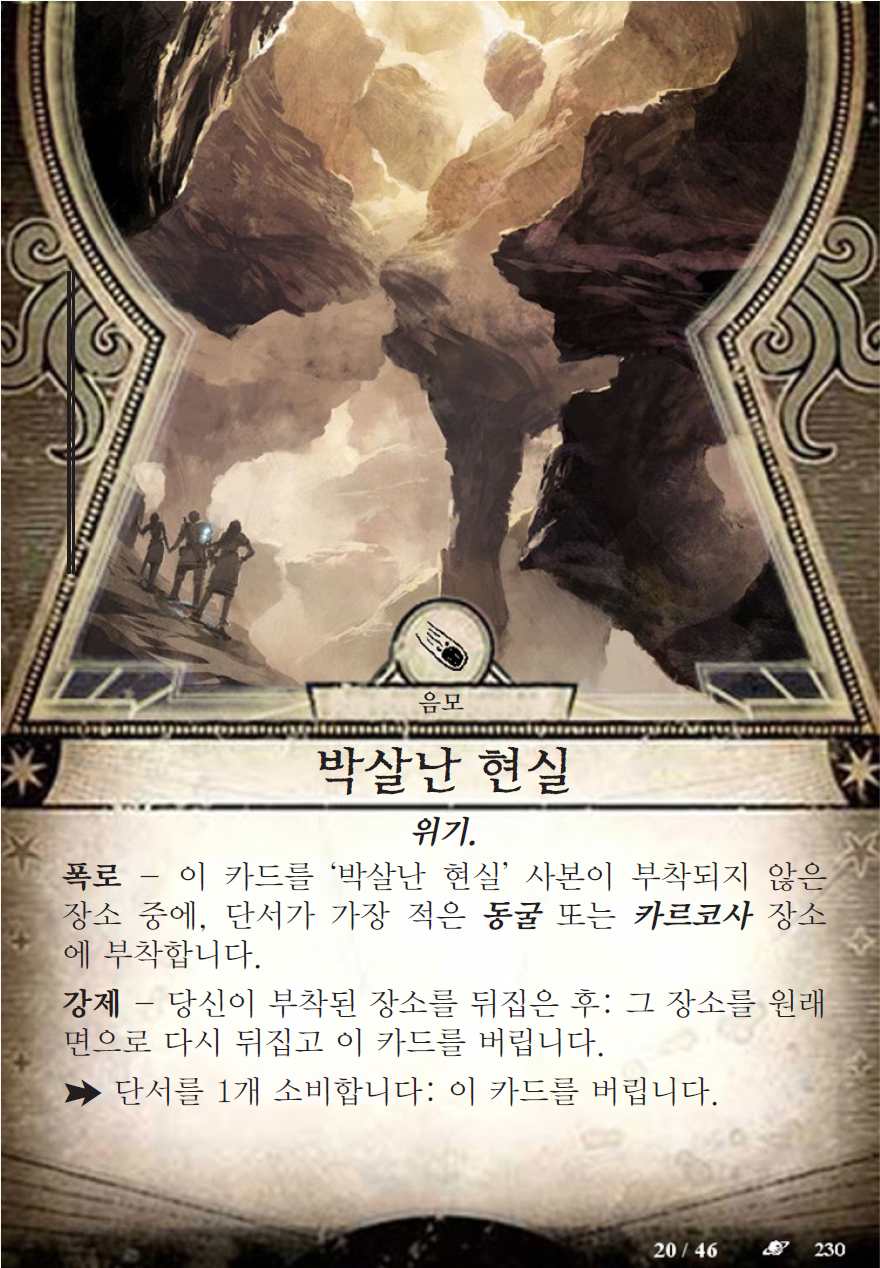 음모
박살난 현실
위기.
폭로 – 이 카드를 ‘박살난 현실’ 사본이 부착되지 않은
장소 중에, 단서가 가장 적은 동굴 또는 카르코사 장소
에 부착합니다.
강제 – 당신이 부착된 장소를 뒤집은 후: 그 장소를 원래
면으로 다시 뒤집고 이 카드를 버립니다.
단서를 1개 소비합니다: 이 카드를 버립니다.
20 / 46 230